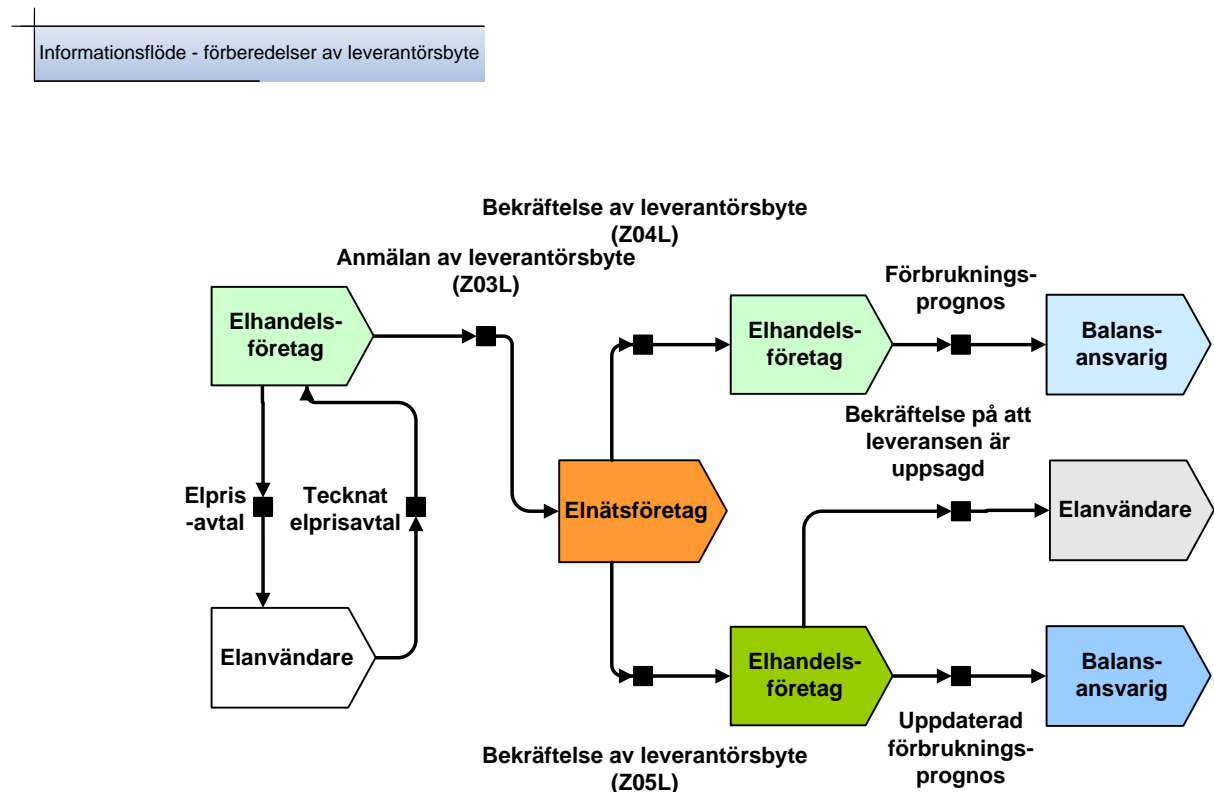 Informationsflöde - förberedelser av leverantörsbyte
Bekräftelse av leverantörsbyte
(Z04L)
Anmälan av leverantörsbyte
(Z03L)
Elhandels-
företag
Elhandels-
företag
Förbruknings-
prognos
Balans-
ansvarig
Elpris
-avtal
Tecknat
elprisavtal
Elnätsföretag
Bekräftelse på att
leveransen är
uppsagd
Elanvändare
Elanvändare
Elhandels-
företag
Balans-
ansvarig
Bekräftelse av leverantörsbyte
(Z05L)
Uppdaterad
förbruknings-
prognos